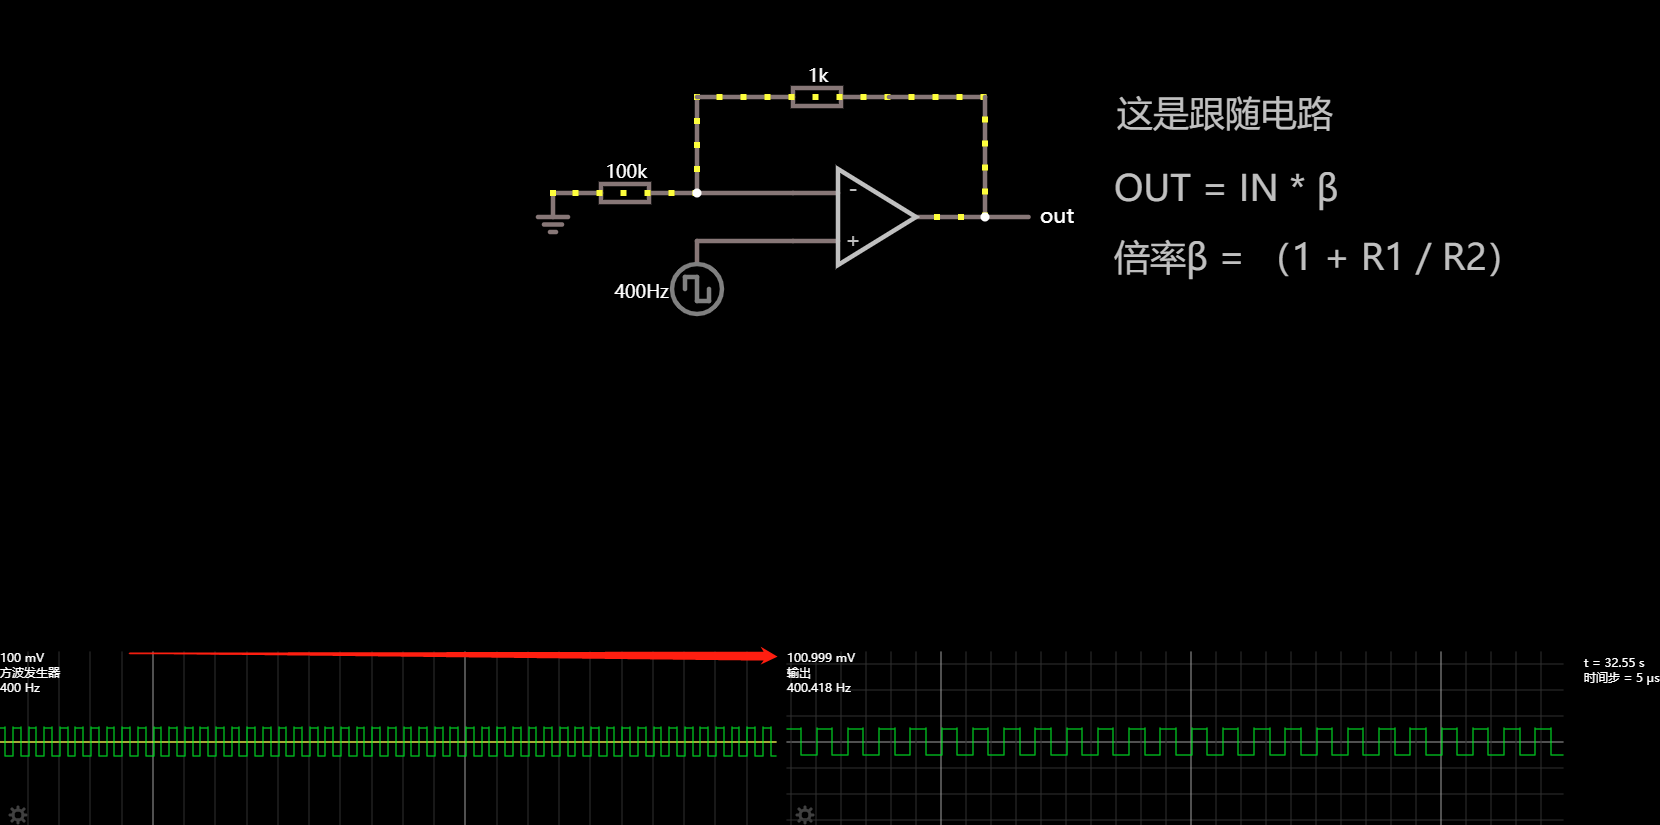 1k
这是跟随电路
100k
OUT = IN * β
-
out
+
倍率β = （1 + R1 / R2）
400Hz
100 mV
方波发生器
400 Hz
100.999 mV
输出
400.418 Hz
t = 32.55 s
时间步 = 5 µs